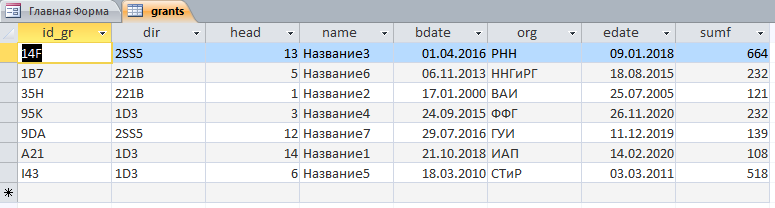 Главная Форма grants
id_gr dir head name bdate org edate sumf
14F 2SS5 13 Название3 01.04.2016 РНН 09.01.2018 664
1B7 221B 5 Название6 06.11.2013 ННГиРГ 18.08.2015 232
35H 221B 1 Название2 17.01.2000 ВАИ 25.07.2005 121
95K 1D3 3 Название4 24.09.2015 ФФГ 26.11.2020 232
9DA 2SS5 12 Название7 29.07.2016 ГУИ 11.12.2019 139
A21 1D3 14 Название1 21.10.2018 ИАП 14.02.2020 108
I43 1D3 6 Название5 18.03.2010 СТиР 03.03.2011 518